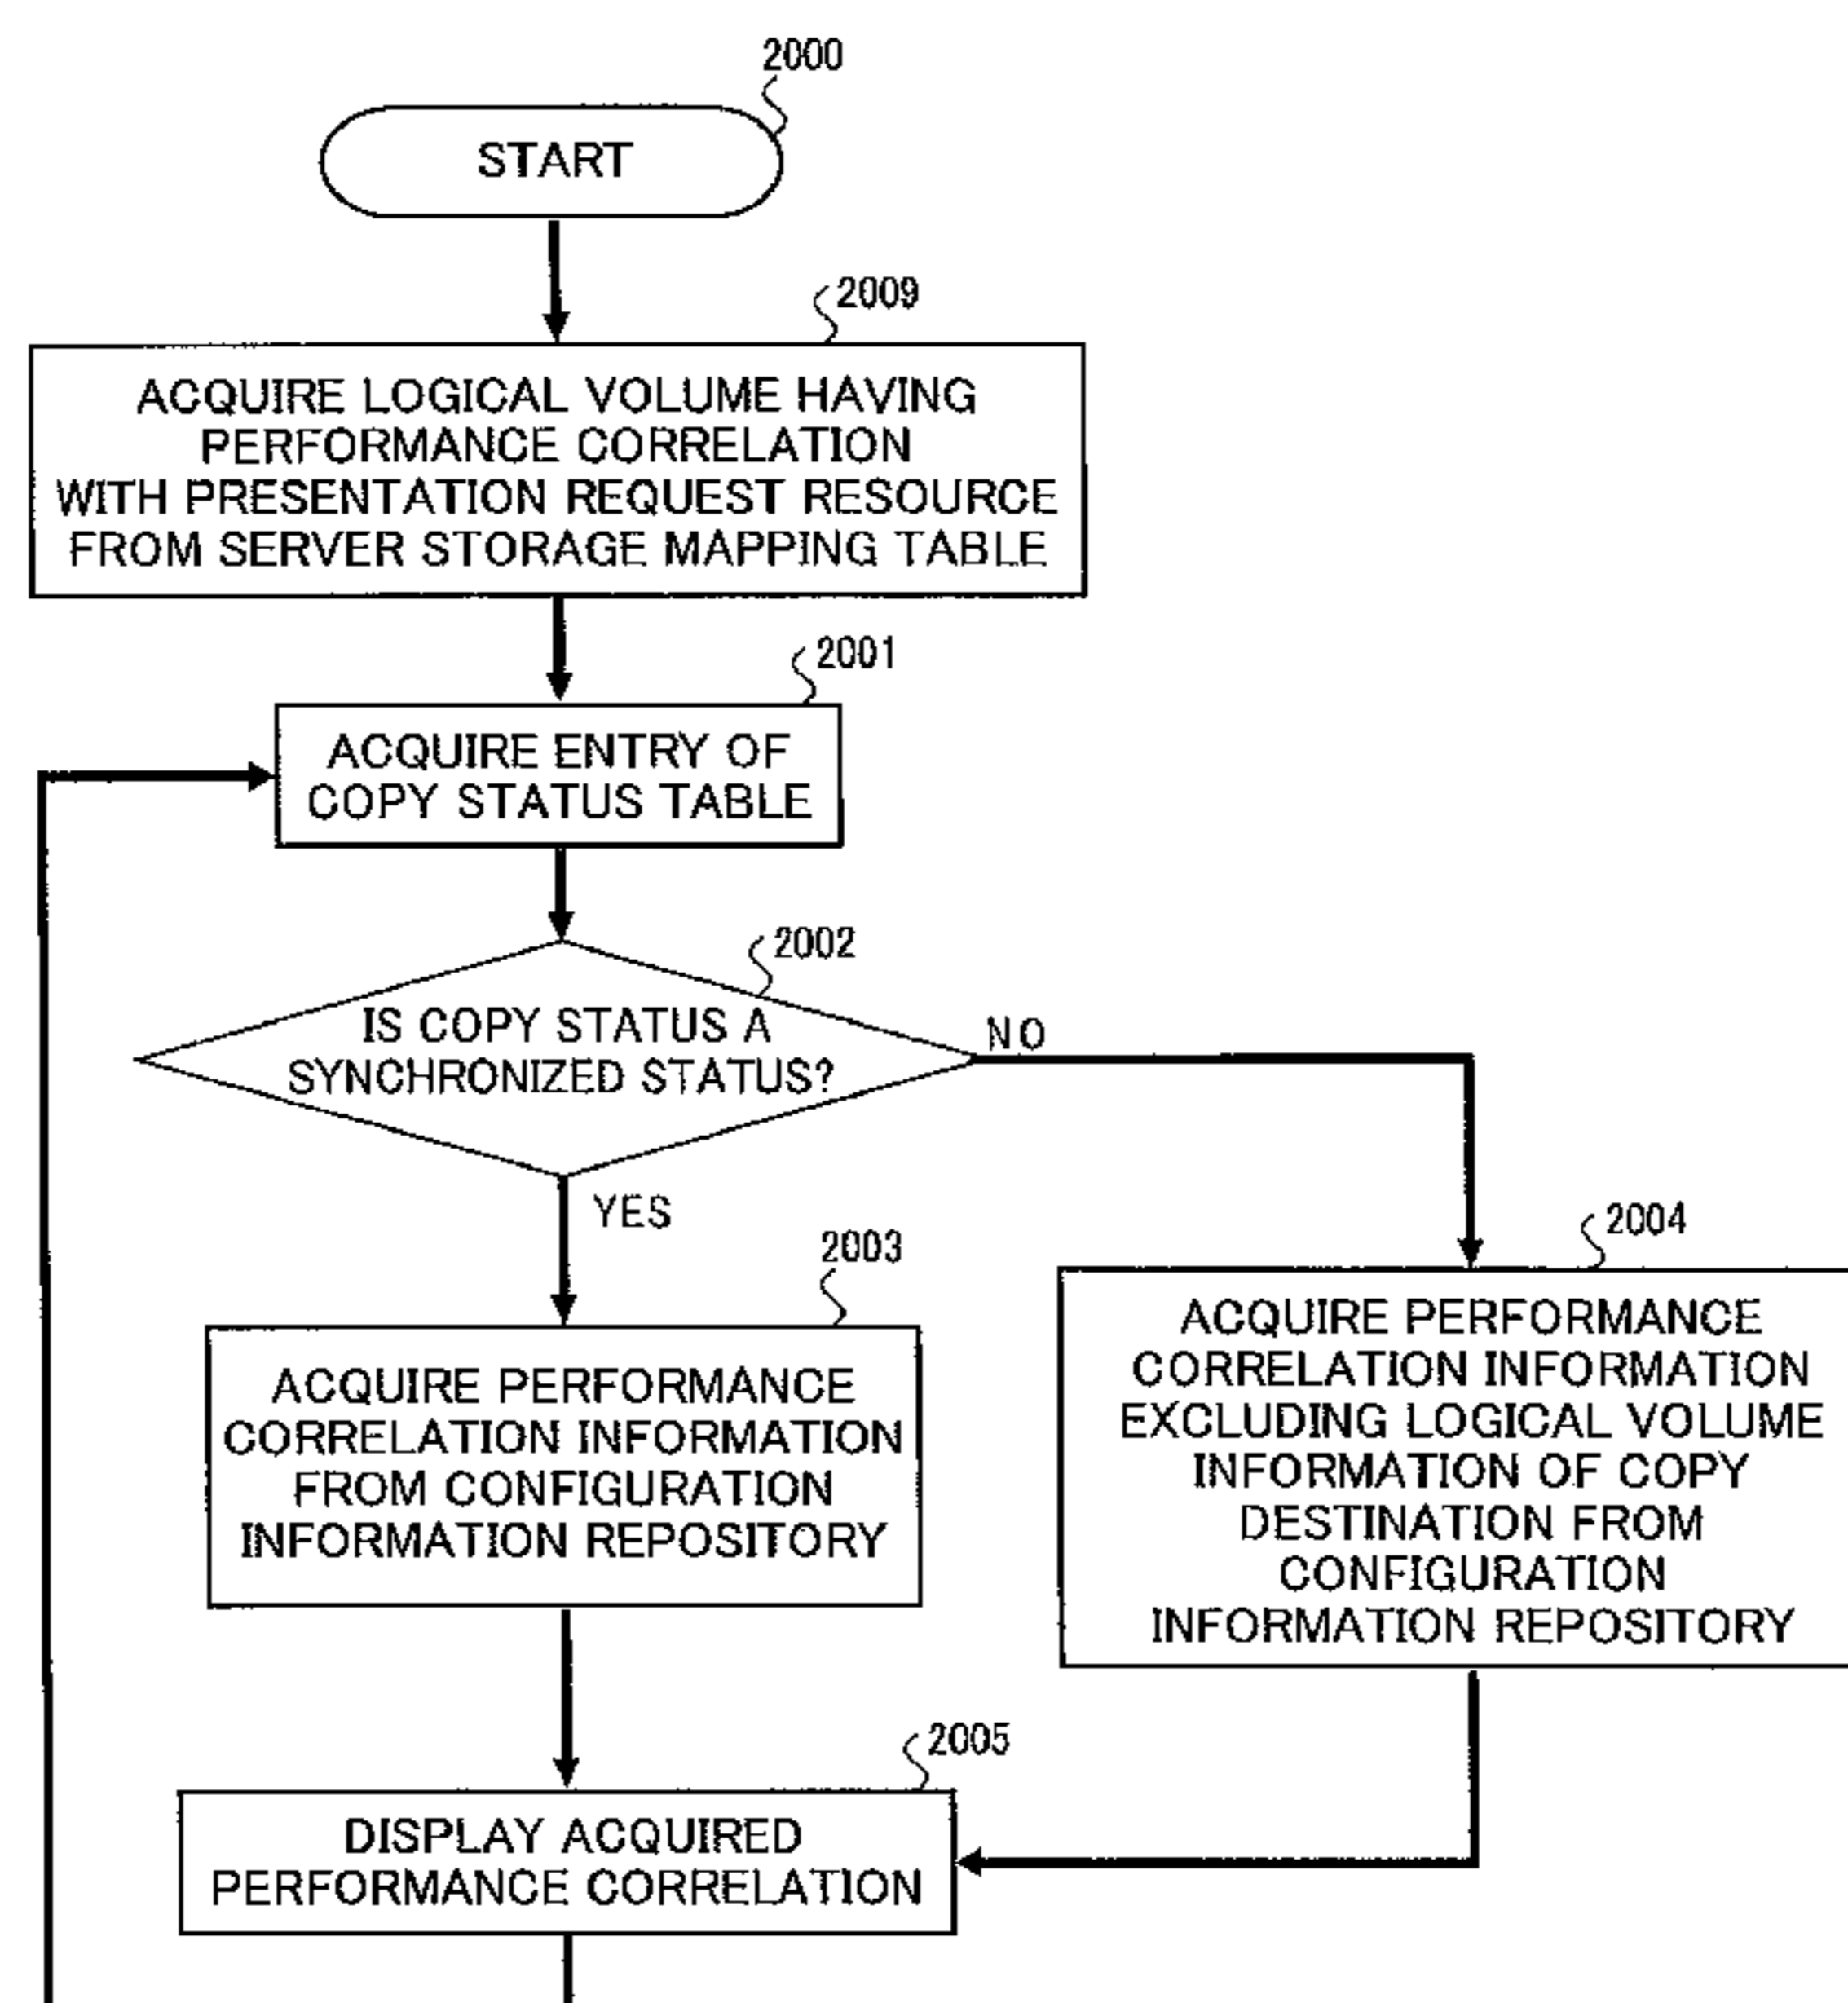 2000
START
2009
ACQUIRE LOGICAL VOLUME HAVING
PERFORMANCE CORRELATION
WITH PRESENTATION REQUEST RESOURCE
FROM SERVER STORAGE MAPPING TABLE
2001
ACQUIRE ENTRY OF
COPY STATUS TABLE
2002
IS COPY STATUS A
SYNCHRONIZED STATUS?
NO
YES
2003
ACQUIRE PERFORMANCE
CORRELATION INFORMATION
FROM CONFIGURATION
INFORMATION REPOSITORY
2004
ACQUIRE PERFORMANCE
CORRELATION INFORMATION
EXCLUDING LOGICAL VOLUME
INFORMATION OF COPY
DESTINATION FROM
CONFIGURATION
INFORMATION REPOSITORY
2005
DISPLAY ACQUIRED
PERFORMANCE CORRELATION